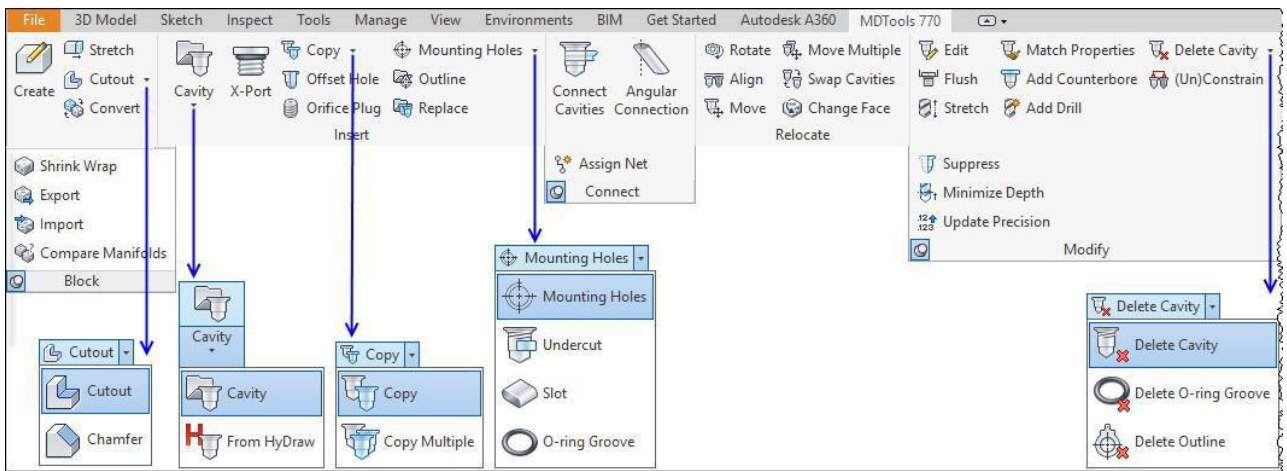 File 3D Model Sketch Inspect Tools Manage View Environments BIM Get Started Autodesk A360 MDTools 770
Create
Stretch
Cutout
Convert
Cavity
X-Port
Copy
Offset Hole
Orifice Plug
Mounting Holes
Outline
Replace
Insert
Connect Cavities
Angular Connection
Rotate
Align
Move
Move Multiple
Swap Cavities
Change Face
Relocate
Edit
Flush
Stretch
Match Properties
Add Counterbore
Add Drill
Delete Cavity
(Un)Constrain
Shrink Wrap
Export
Import
Compare Manifolds
Block
Assign Net
Connect
Suppress
Minimize Depth
.12
.123
Update Precision
Modify
Cutout
Cutout
Chamfer
Cavity
Cavity
H
From HyDraw
Copy
Copy
Copy Multiple
Mounting Holes
Mounting Holes
Undercut
Slot
O-ring Groove
Delete Cavity
Delete Cavity
Delete O-ring Groove
Delete Outline